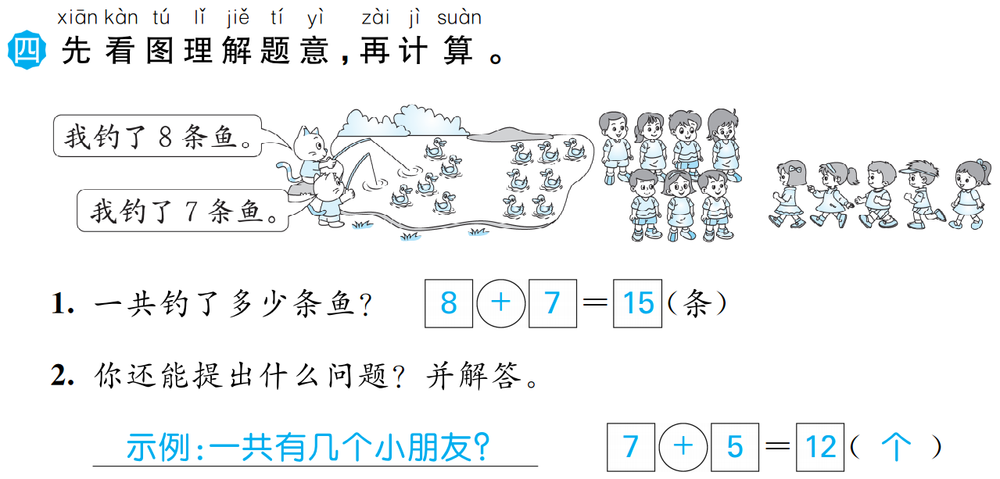 xiān kàn tú lǐ jiě tí yì zài jì suàn
四 先看图理解题意,再计算。
我钓了 8 条鱼。
我钓了 7 条鱼。
1. 一共钓了多少条鱼? 8 + 7 = 15 (条)
2. 你还能提出什么问题? 并解答。
示例:一共有几个小朋友? 7 + 5 = 12 ( 个 )